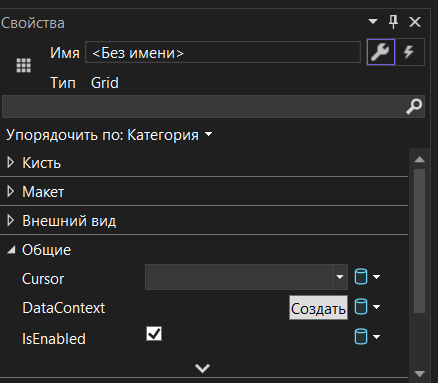 Свойства
Имя <Без имени>
Тип Grid
Упорядочить по: Категория
Кисть
Макет
Внешний вид
Общие
Cursor
DataContext Создать
IsEnabled